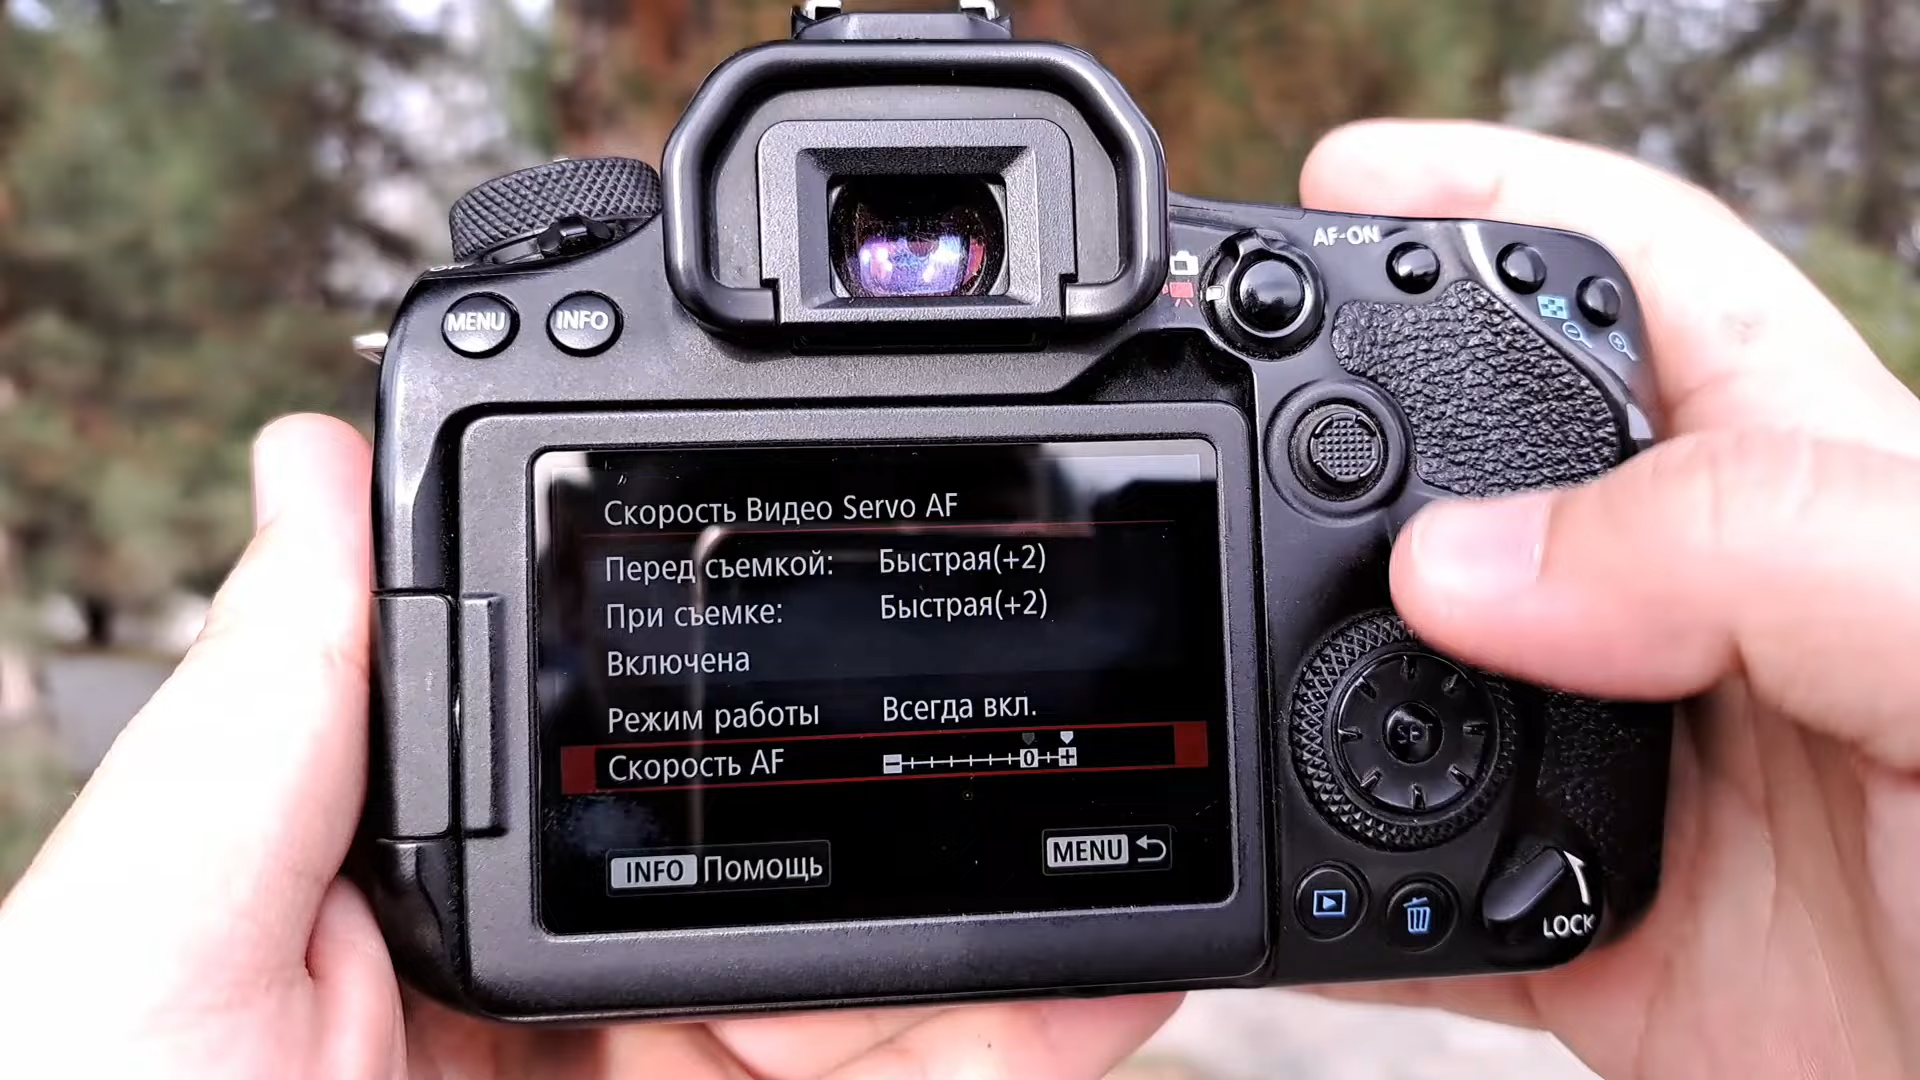 AF-ON
MENU INFO
Скорость Видео Servo AF
Перед съемкой: Быстрая(+2)
При съемке: Быстрая(+2)
Включена
Режим работы Всегда вкл.
Скорость AF − 0 +
INFO Помощь
MENU
SET
LOCK